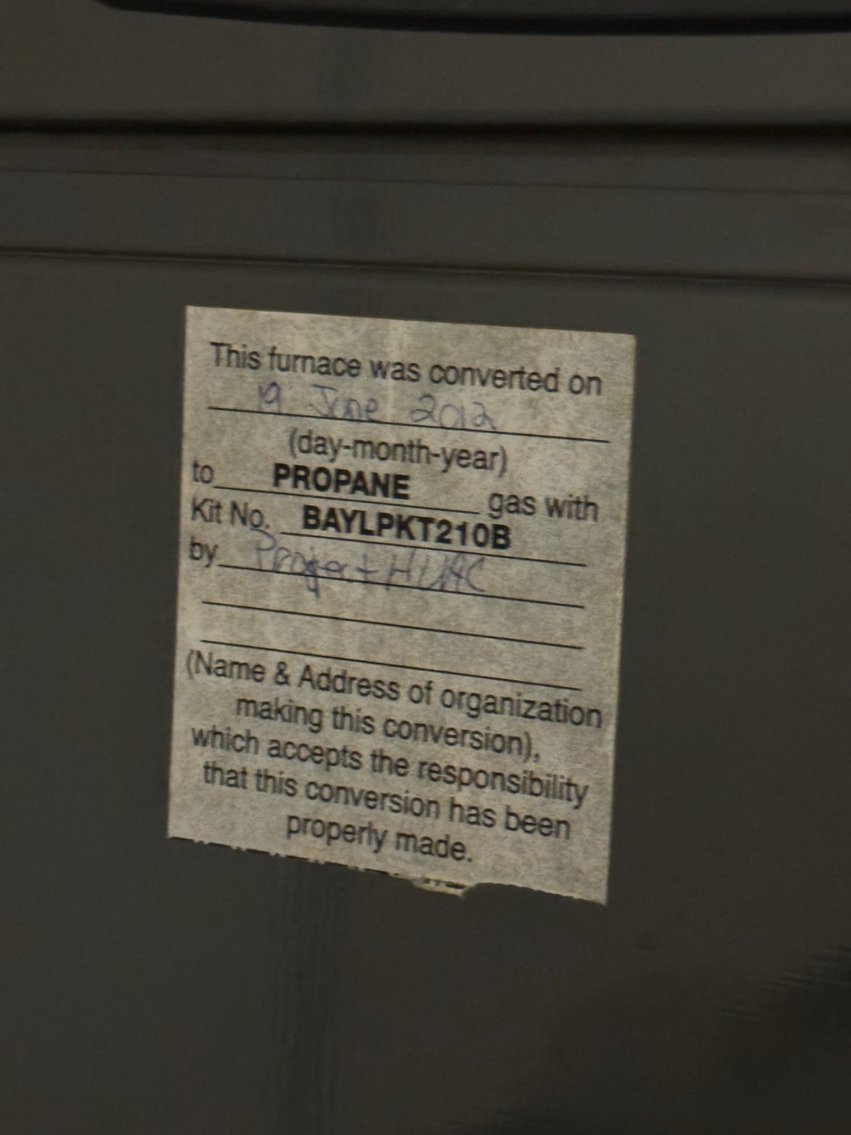 This furnace was converted on
19 June 2012
(day-month-year)
to PROPANE gas with
Kit No. BAYLPKT210B
by Project HVAC
(Name & Address of organization
making this conversion),
which accepts the responsibility
that this conversion has been
properly made.